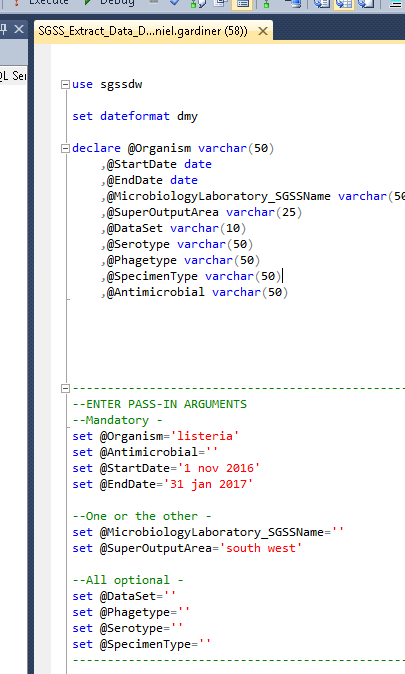 Execute Debug
SGSS_Extract_Data_D...niel.gardiner (58))
QL Ser
use sgssdw
set dateformat dmy
declare @Organism varchar(50)
,@StartDate date
,@EndDate date
,@MicrobiologyLaboratory_SGSSName varchar(50
,@SuperOutputArea varchar(25)
,@DataSet varchar(10)
,@Serotype varchar(50)
,@Phagetype varchar(50)
,@SpecimenType varchar(50)
,@Antimicrobial varchar(50)
--------------------------------------------------
--ENTER PASS-IN ARGUMENTS
--Mandatory -
set @Organism='listeria'
set @Antimicrobial=''
set @StartDate='1 nov 2016'
set @EndDate='31 jan 2017'
--One or the other -
set @MicrobiologyLaboratory_SGSSName=''
set @SuperOutputArea='south west'
--All optional -
set @DataSet=''
set @Phagetype=''
set @Serotype=''
set @SpecimenType=''
--------------------------------------------------